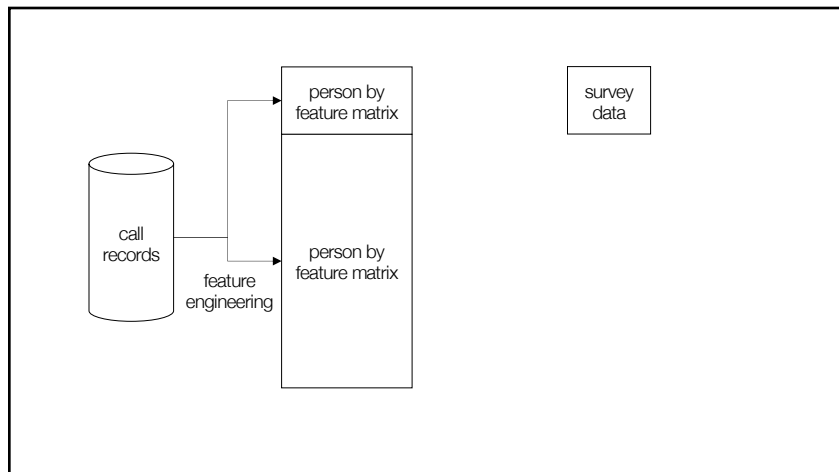 call
records
feature
engineering
person by
feature matrix
person by
feature matrix
survey
data